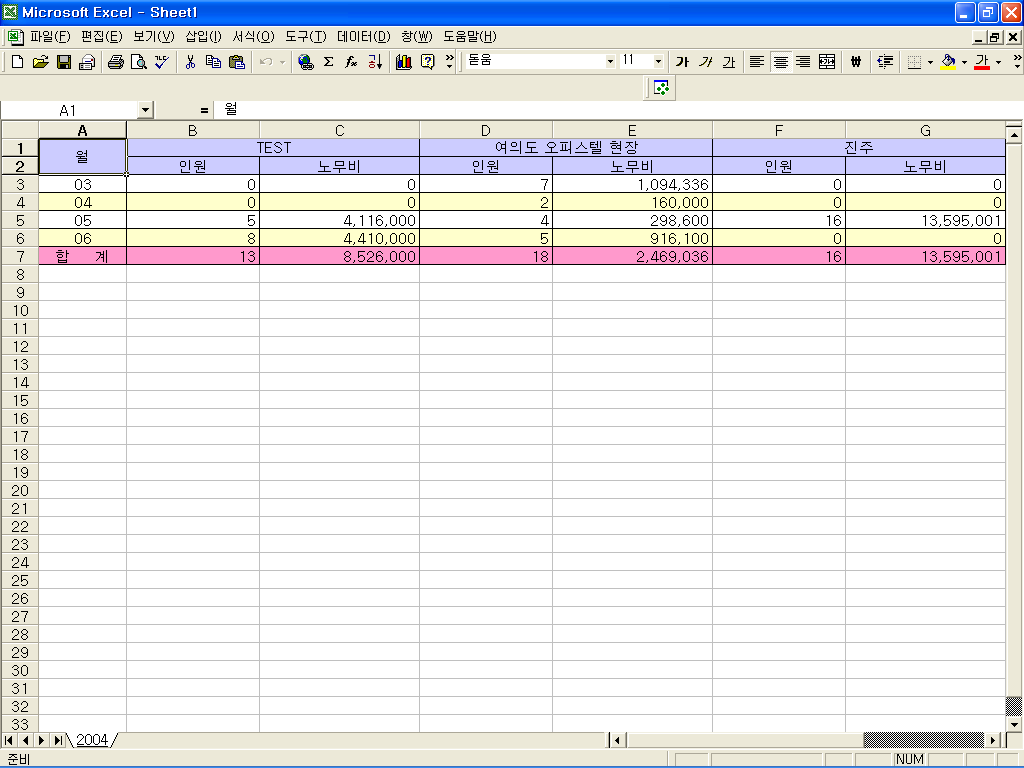 Microsoft Excel - Sheet1
파일(F) 편집(E) 보기(V) 삽입(I) 서식(O) 도구(T) 데이터(D) 창(W) 도움말(H)
돋움 11 가 가 가 ₩ 가
A1 = 월
A B C D E F G
1 월 TEST 여의도 오피스텔 현장 진주
2 인원 노무비 인원 노무비 인원 노무비
3 03 0 0 7 1,094,336 0 0
4 04 0 0 2 160,000 0 0
5 05 5 4,116,000 4 298,600 16 13,595,001
6 06 8 4,410,000 5 916,100 0 0
7 합 계 13 8,526,000 18 2,469,036 16 13,595,001
8
9
10
11
12
13
14
15
16
17
18
19
20
21
22
23
24
25
26
27
28
29
30
31
32
33
2004
준비 NUM